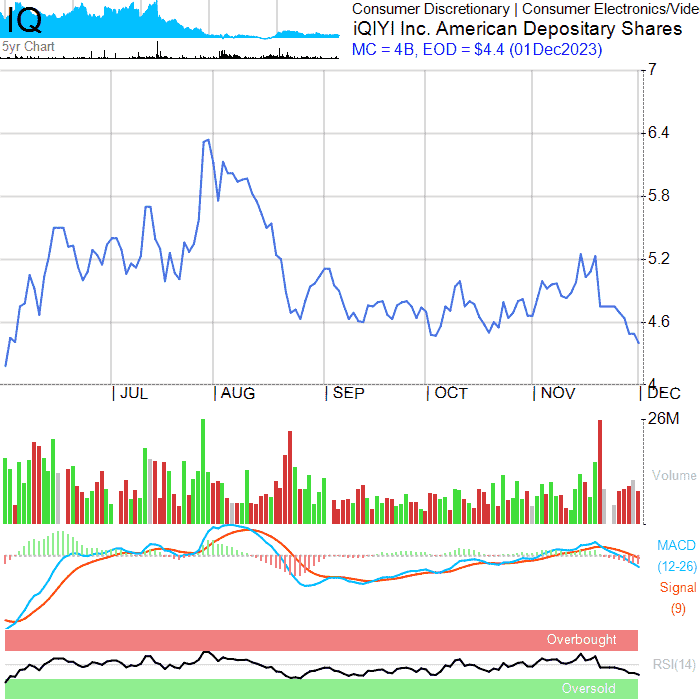 IQ
5yr Chart
Consumer Discretionary | Consumer Electronics/Vide
iQIYI Inc. American Depositary Shares
MC = 4B, EOD = $4.4 (01Dec2023)
7
6.4
5.8
5.2
4.6
4
JUL AUG SEP OCT NOV DEC
26M
Volume
MACD
(12-26)
Signal
(9)
Overbought
RSI(14)
Oversold